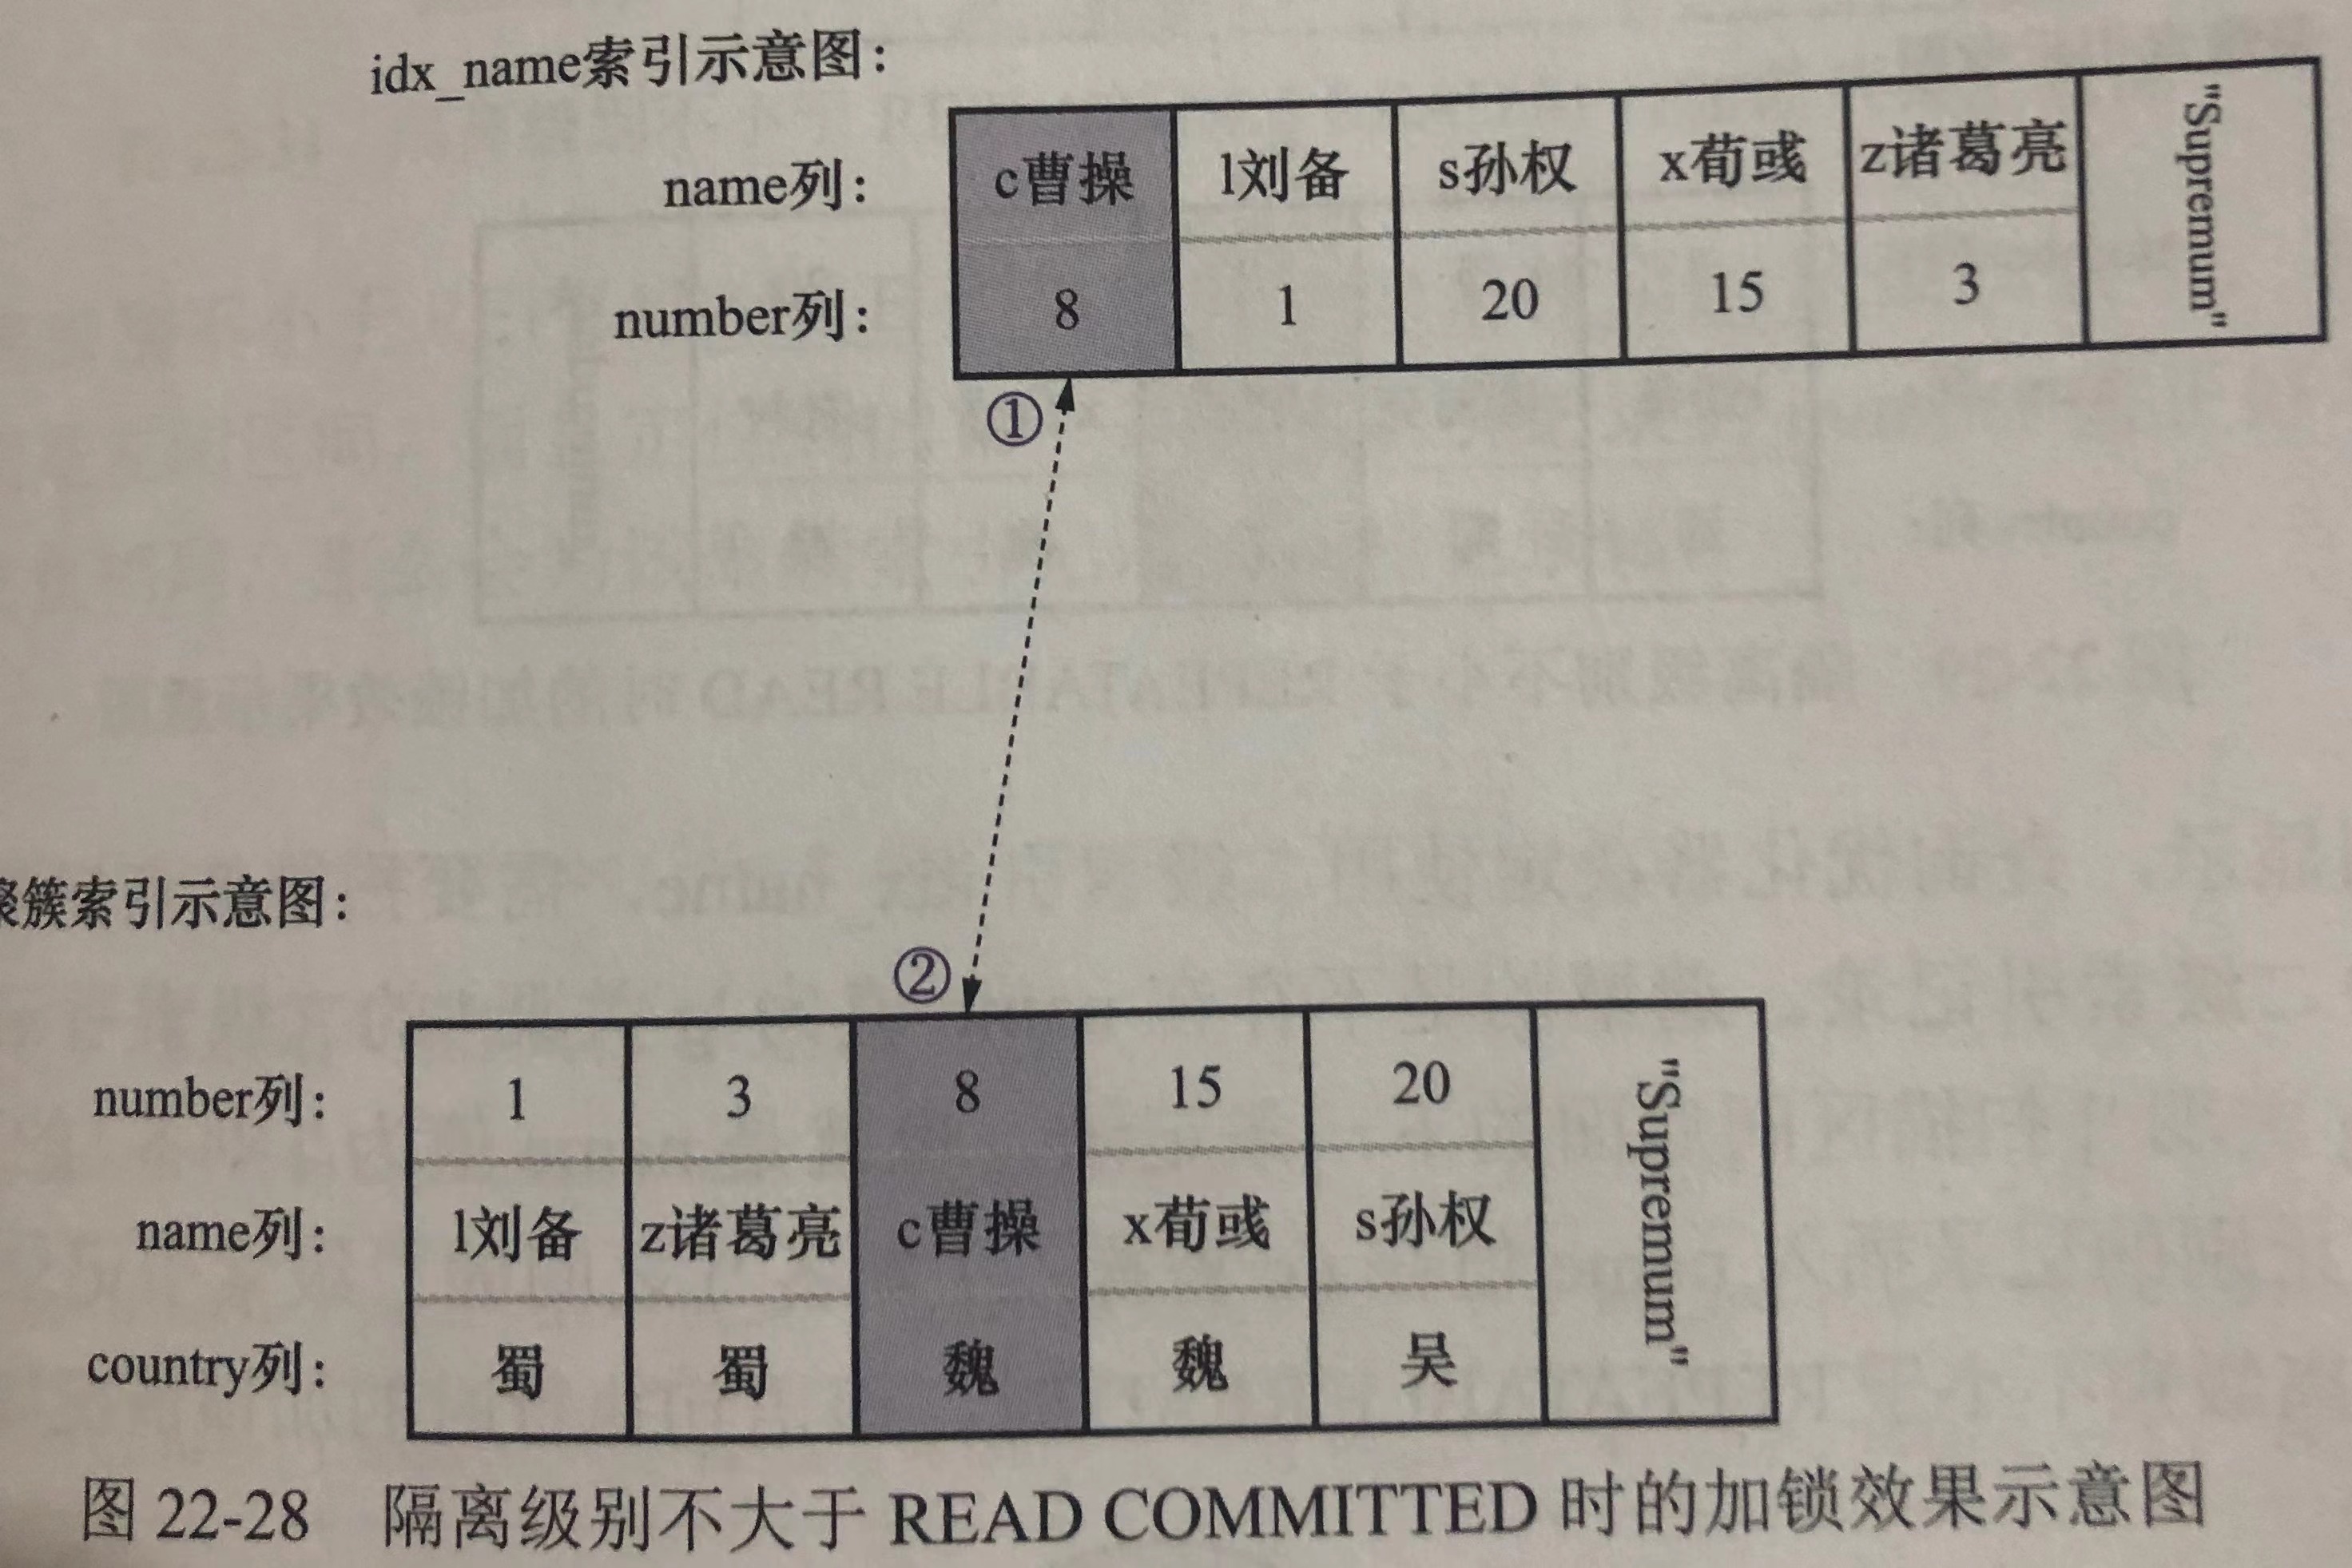 idx_name索引示意图:
name列: c曹操 l刘备 s孙权 x荀彧 z诸葛亮 "Supremum"
number列: 8 1 20 15 3
①
簇索引示意图:
②
number列: 1 3 8 15 20 "Supremum"
name列: l刘备 z诸葛亮 c曹操 x荀彧 s孙权
country列: 蜀 蜀 魏 魏 吴
图 22-28 隔离级别不大于 READ COMMITTED 时的加锁效果示意图